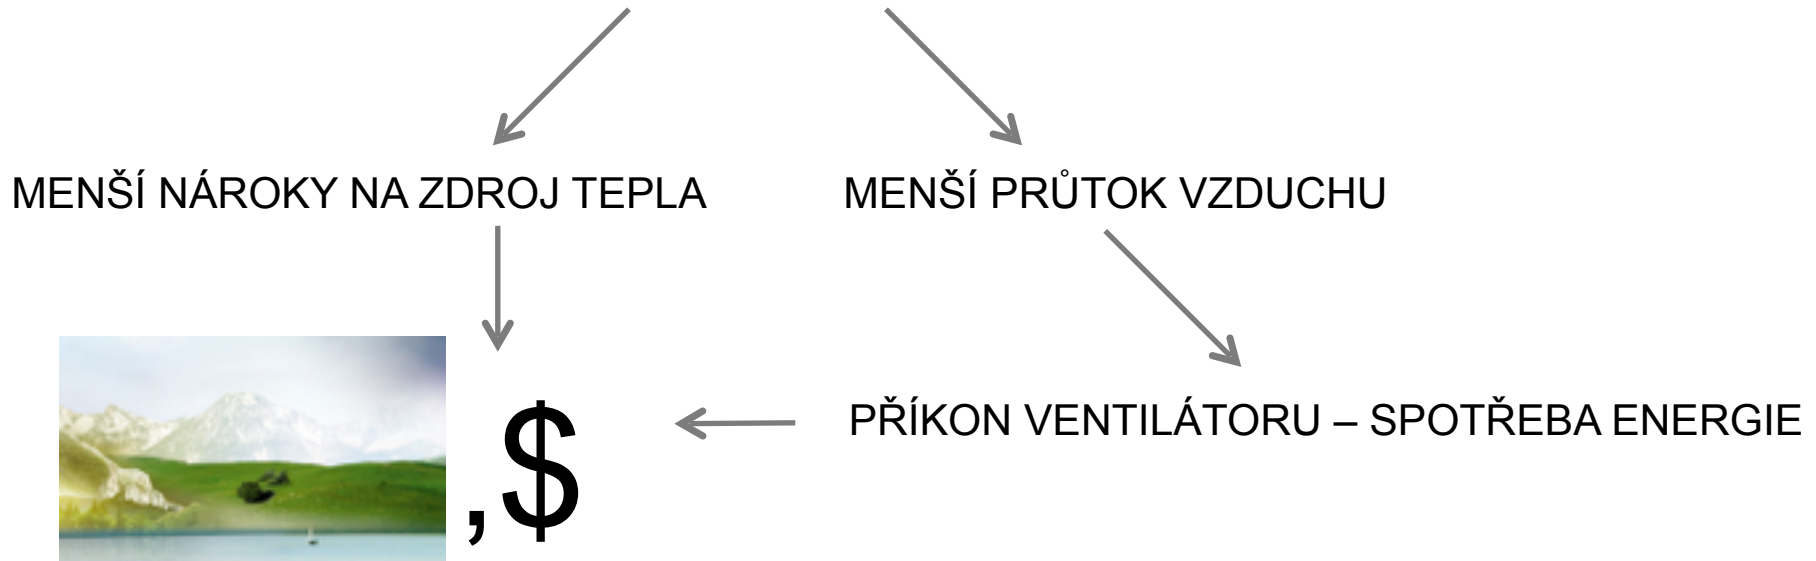 MENŠÍ NÁROKY NA ZDROJ TEPLA
MENŠÍ PRŮTOK VZDUCHU
PŘÍKON VENTILÁTORU – SPOTŘEBA ENERGIE
,$